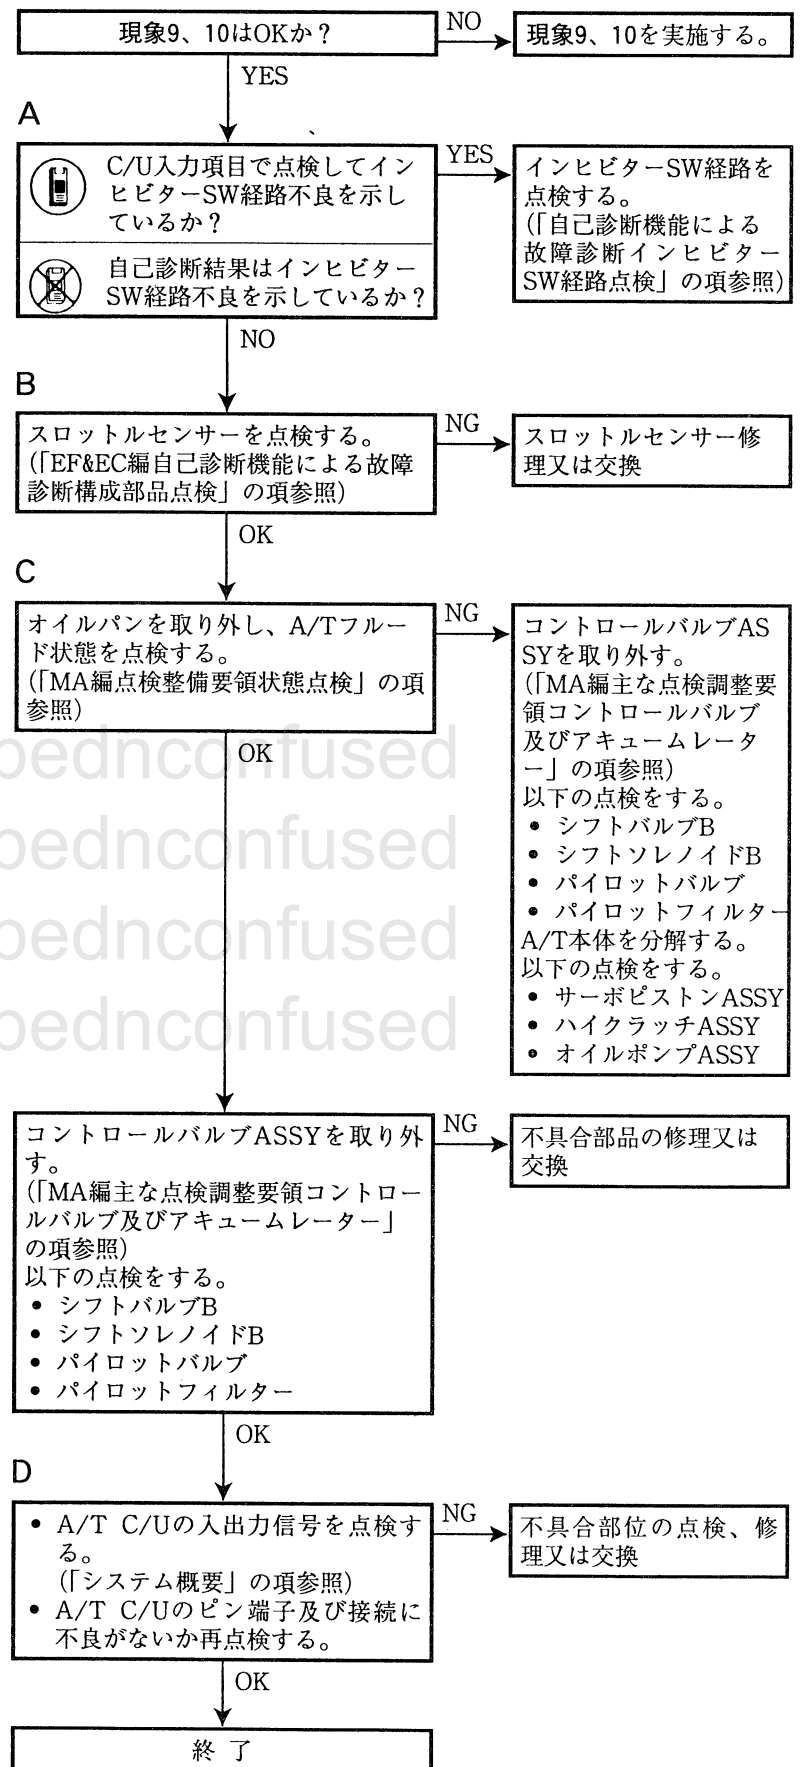 現象9、10はOKか？
NO
現象9、10を実施する。
YES
A
C/U入力項目で点検してイン
ヒビターSW経路不良を示し
ているか？
自己診断結果はインヒビター
SW経路不良を示しているか？
YES
インヒビターSW経路を
点検する。
(｢自己診断機能による
故障診断インヒビター
SW経路点検」の項参照)
NO
B
スロットルセンサーを点検する。
(｢EF&EC編自己診断機能による故障
診断構成部品点検」の項参照)
NG
スロットルセンサー修
理又は交換
OK
C
オイルパンを取り外し、A/Tフルー
ド状態を点検する。
(｢MA編点検整備要領状態点検」の項
参照)
NG
コントロールバルブAS
SYを取り外す。
(｢MA編主な点検調整要
領コントロールバルブ
及びアキュームレータ
ー」の項参照)
以下の点検をする。
• シフトバルブB
• シフトソレノイドB
• パイロットバルブ
• パイロットフィルター
A/T本体を分解する。
以下の点検をする。
• サーボピストンASSY
• ハイクラッチASSY
• オイルポンプASSY
OK
pednconfused
pednconfused
pednconfused
pednconfused
コントロールバルブASSYを取り外
す。
(｢MA編主な点検調整要領コントロー
ルバルブ及びアキュームレーター」
の項参照)
以下の点検をする。
• シフトバルブB
• シフトソレノイドB
• パイロットバルブ
• パイロットフィルター
NG
不具合部品の修理又は
交換
OK
D
• A/T C/Uの入出力信号を点検す
る。
(｢システム概要」の項参照)
• A/T C/Uのピン端子及び接続に
不良がないか再点検する。
NG
不具合部位の点検、修
理又は交換
OK
終 了